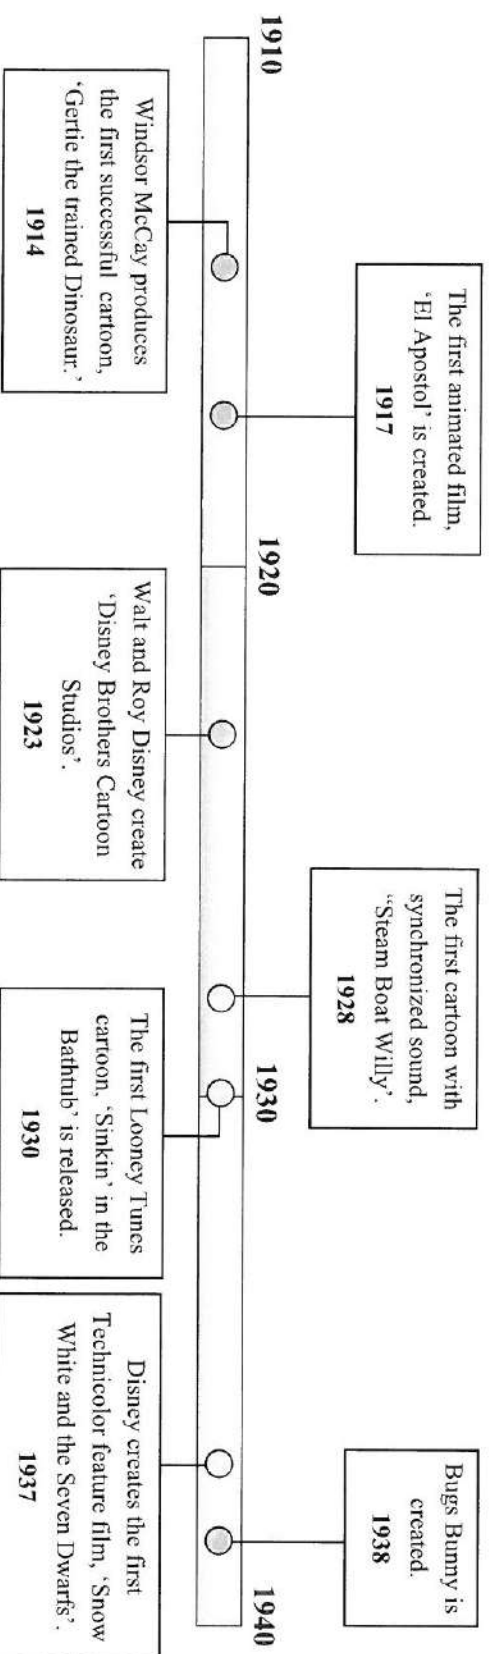 The first animated film,
'El Apostol' is created.
1917
The first cartoon with
synchronized sound,
"Steam Boat Willy'.
1928
Bugs Bunny is
created.
1938
1910
1920
1930
1940
Windsor McCay produces
the first successful cartoon,
'Gertie the trained Dinosaur.'
1914
Walt and Roy Disney create
'Disney Brothers Cartoon
Studios'.
1923
The first Looney Tunes
cartoon, 'Sinkin' in the
Bathtub' is released.
1930
Disney creates the first
Technicolor feature film, 'Snow
White and the Seven Dwarfs'.
1937